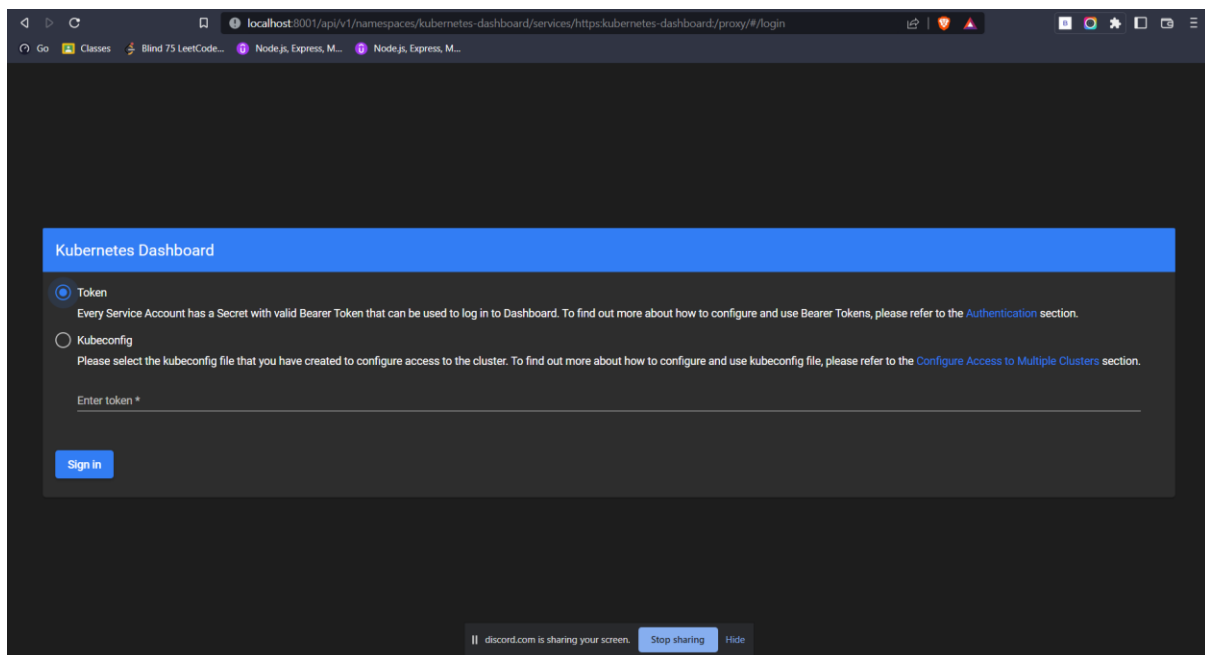 localhost:8001/api/v1/namespaces/kubernetes-dashboard/services/https:kubernetes-dashboard:/proxy/#/login
Go Classes Blind 75 LeetCode... Node.js, Express, M... Node.js, Express, M...
Kubernetes Dashboard
Token
Every Service Account has a Secret with valid Bearer Token that can be used to log in to Dashboard. To find out more about how to configure and use Bearer Tokens, please refer to the Authentication section.
Kubeconfig
Please select the kubeconfig file that you have created to configure access to the cluster. To find out more about how to configure and use kubeconfig file, please refer to the Configure Access to Multiple Clusters section.
Enter token *
Sign in
discord.com is sharing your screen. Stop sharing Hide